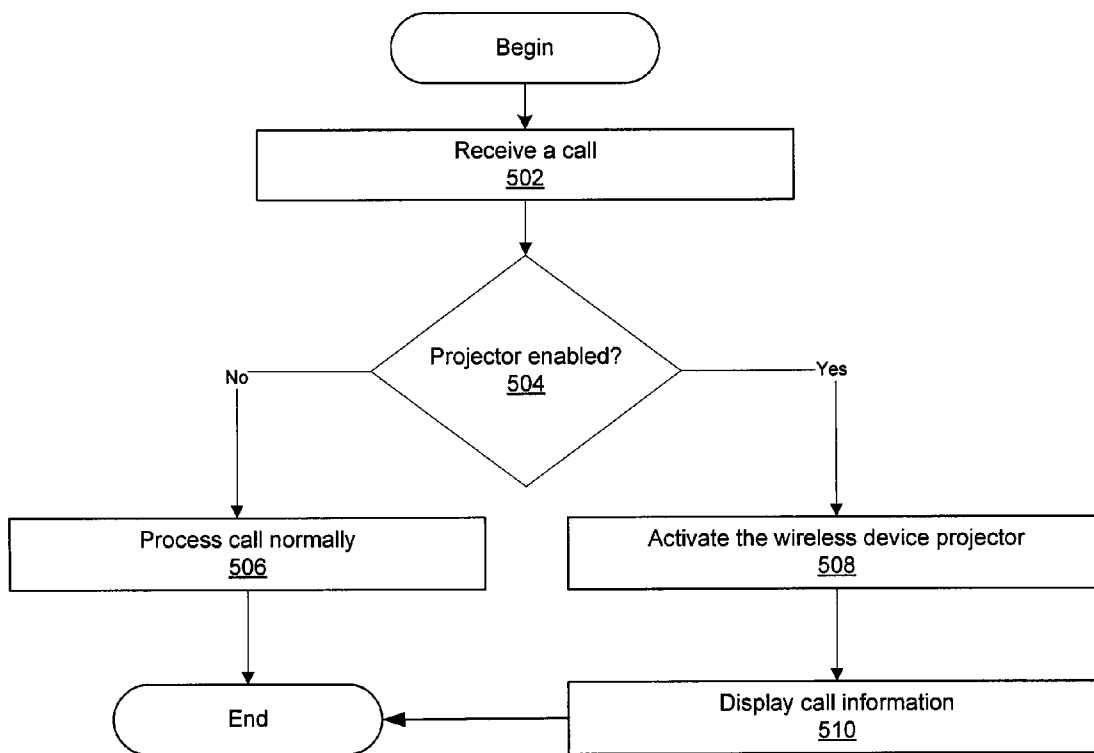 Begin
Receive a call
502
Projector enabled?
504
No
Yes
Process call normally
506
Activate the wireless device projector
508
End
Display call information
510